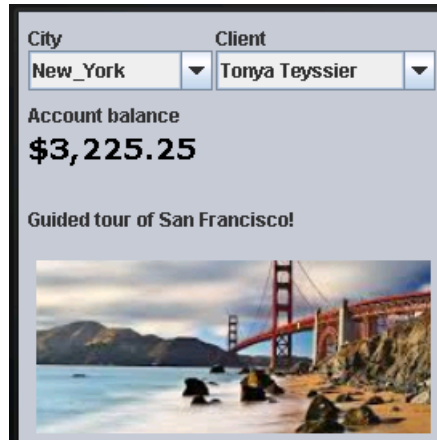 City Client
New_York Tonya Teyssier
Account balance
$3,225.25
Guided tour of San Francisco!